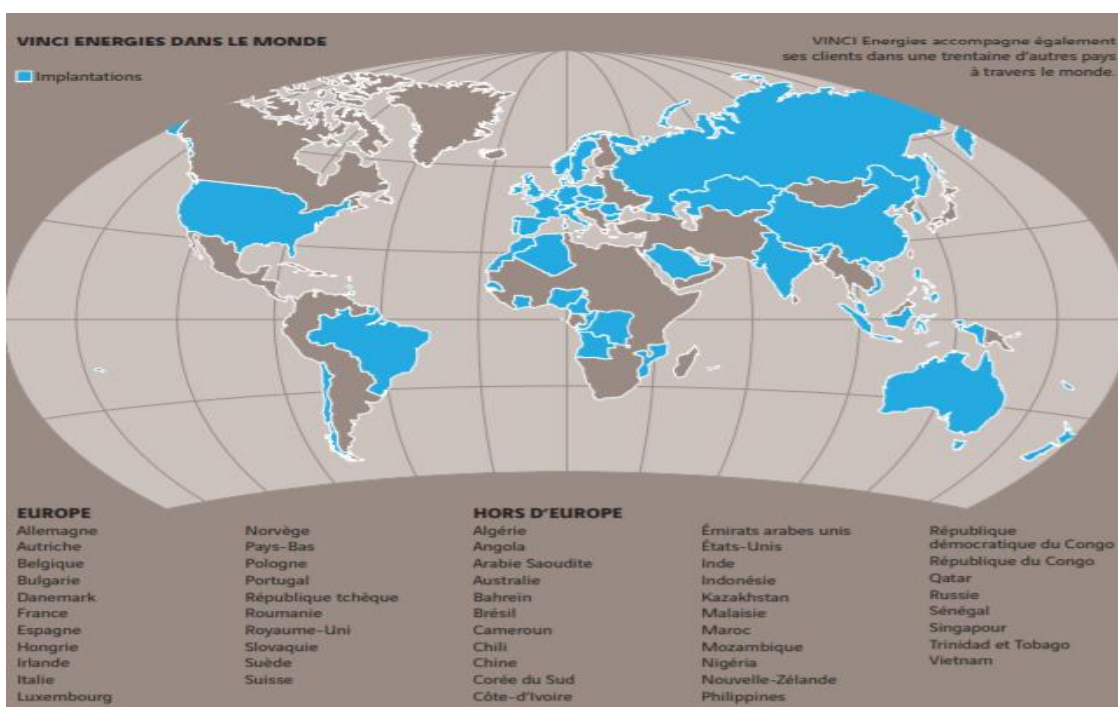 VINCI ENERGIES DANS LE MONDE
Implantations
VINCI Energies accompagne également
ses clients dans une trentaine d'autres pays
à travers le monde.
EUROPE
Allemagne
Autriche
Belgique
Bulgarie
Danemark
France
Espagne
Hongrie
Irlande
Italie
Luxembourg
Norvège
Pays-Bas
Pologne
Portugal
République tchèque
Roumanie
Royaume-Uni
Slovaquie
Suède
Suisse
HORS D'EUROPE
Algérie
Angola
Arabie Saoudite
Australie
Bahreïn
Brésil
Cameroun
Chili
Chine
Corée du Sud
Côte-d'Ivoire
Émirats arabes unis
États-Unis
Inde
Indonésie
Kazakhstan
Malaisie
Maroc
Mozambique
Nigéria
Nouvelle-Zélande
Philippines
République
démocratique du Congo
République du Congo
Qatar
Russie
Sénégal
Singapour
Trinidad et Tobago
Vietnam